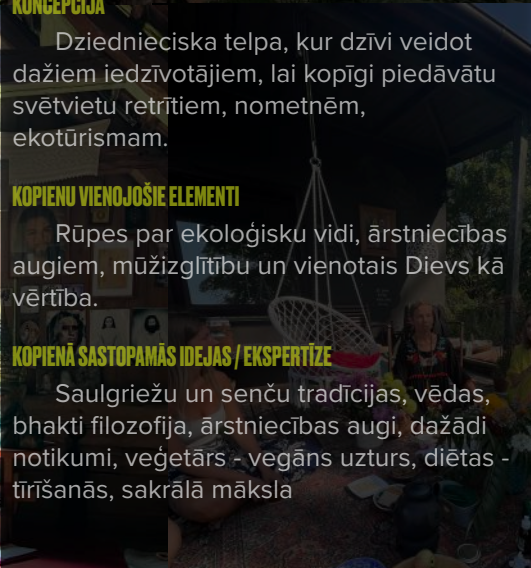 KONCEPCIJA
Dziednieciska telpa, kur dzīvi veidot
dažiem iedzīvotājiem, lai kopīgi piedāvātu
svētvietu retrītiem, nometnēm,
ekotūrismam.
KOPIENU VIENOJOŠIE ELEMENTI
Rūpes par ekoloģisku vidi, ārstniecības
augiem, mūžizglītību un vienotais Dievs kā
vērtība.
KOPIENĀ SASTOPAMĀS IDEJAS / EKSPERTĪZE
Saulgriežu un senču tradīcijas, vēdas,
bhakti filozofija, ārstniecības augi, dažādi
notikumi, veģetārs - vegāns uzturs, diētas -
tīrīšanās, sakrālā māksla